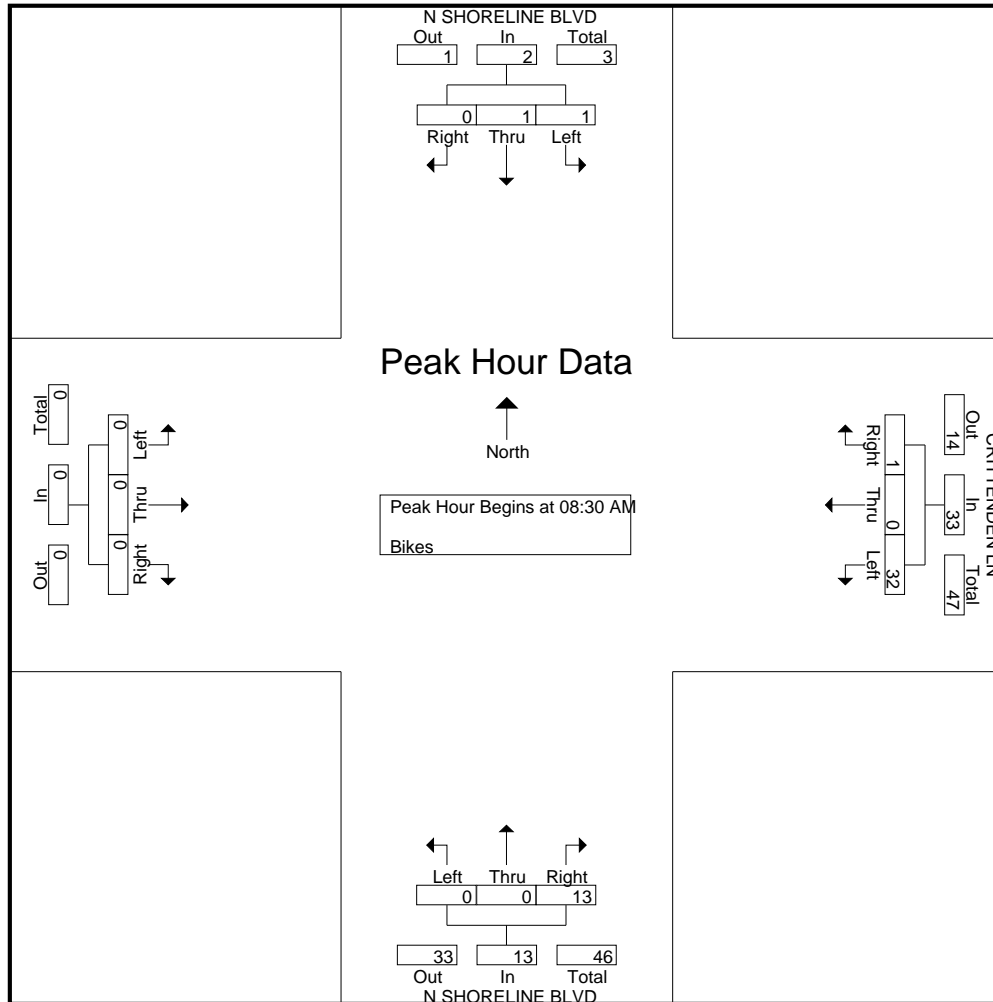 N SHORELINE BLVD
Out In Total
1 2 3
0 1 1
Right Thru Left
Peak Hour Data
North
Peak Hour Begins at 08:30 AM
Bikes
Total In Out
0 0 0
0 0 0
Left Thru Right
Right Thru Left
1 0 32
Out In Total
14 33 47
CRITTENDEN LN
Left Thru Right
0 0 13
33 13 46
Out In Total
N SHORELINE BLVD